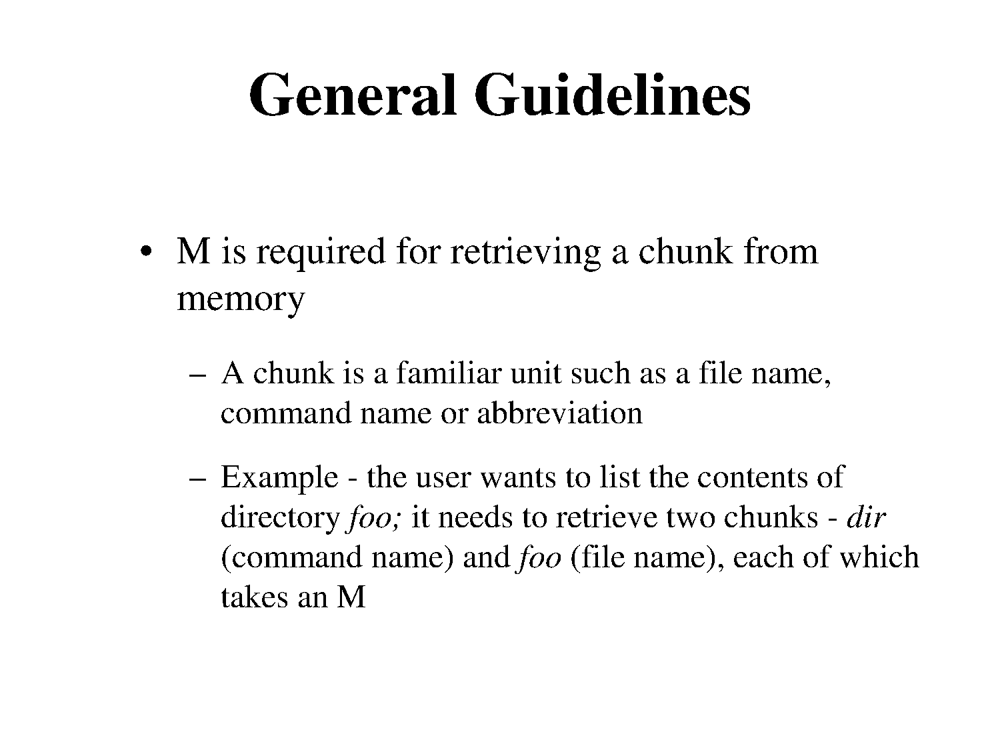 General Guidelines
• M is required for retrieving a chunk from
memory
– A chunk is a familiar unit such as a file name,
command name or abbreviation
– Example - the user wants to list the contents of
directory foo; it needs to retrieve two chunks - dir
(command name) and foo (file name), each of which
takes an M